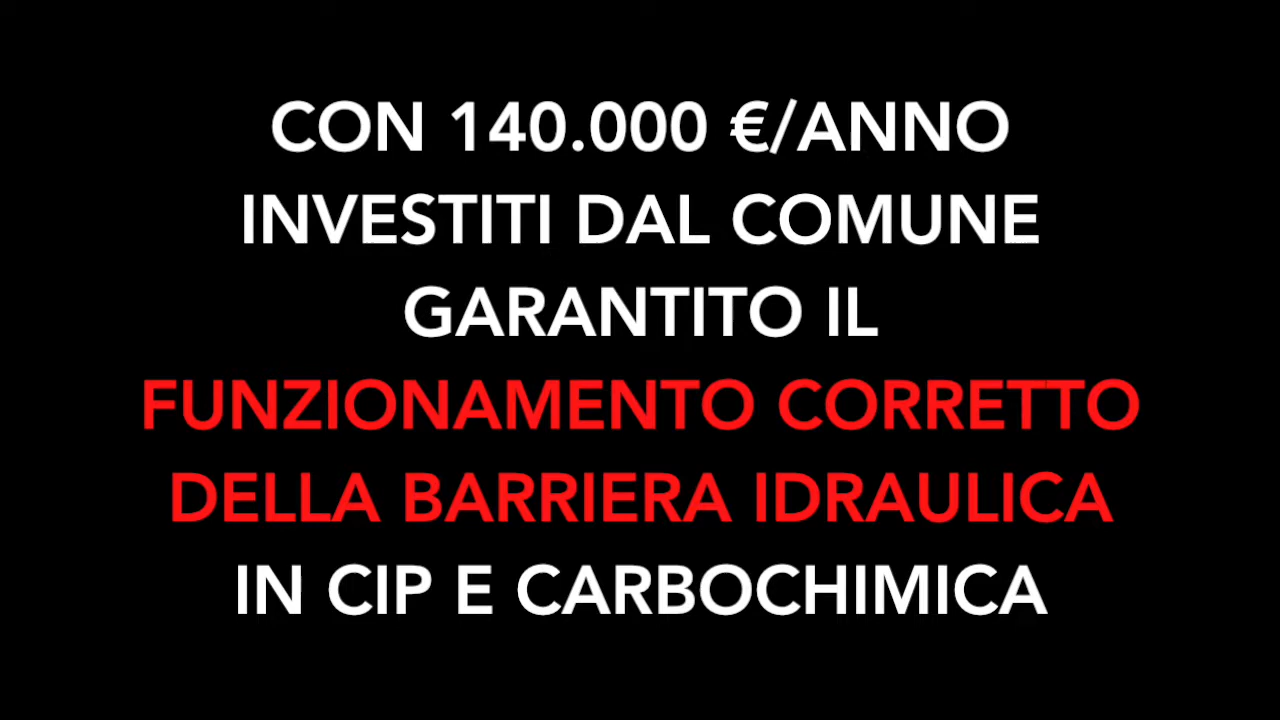 CON 140.000 €/ANNO
INVESTITI DAL COMUNE
GARANTITO IL
FUNZIONAMENTO CORRETTO
DELLA BARRIERA IDRAULICA
IN CIP E CARBOCHIMICA